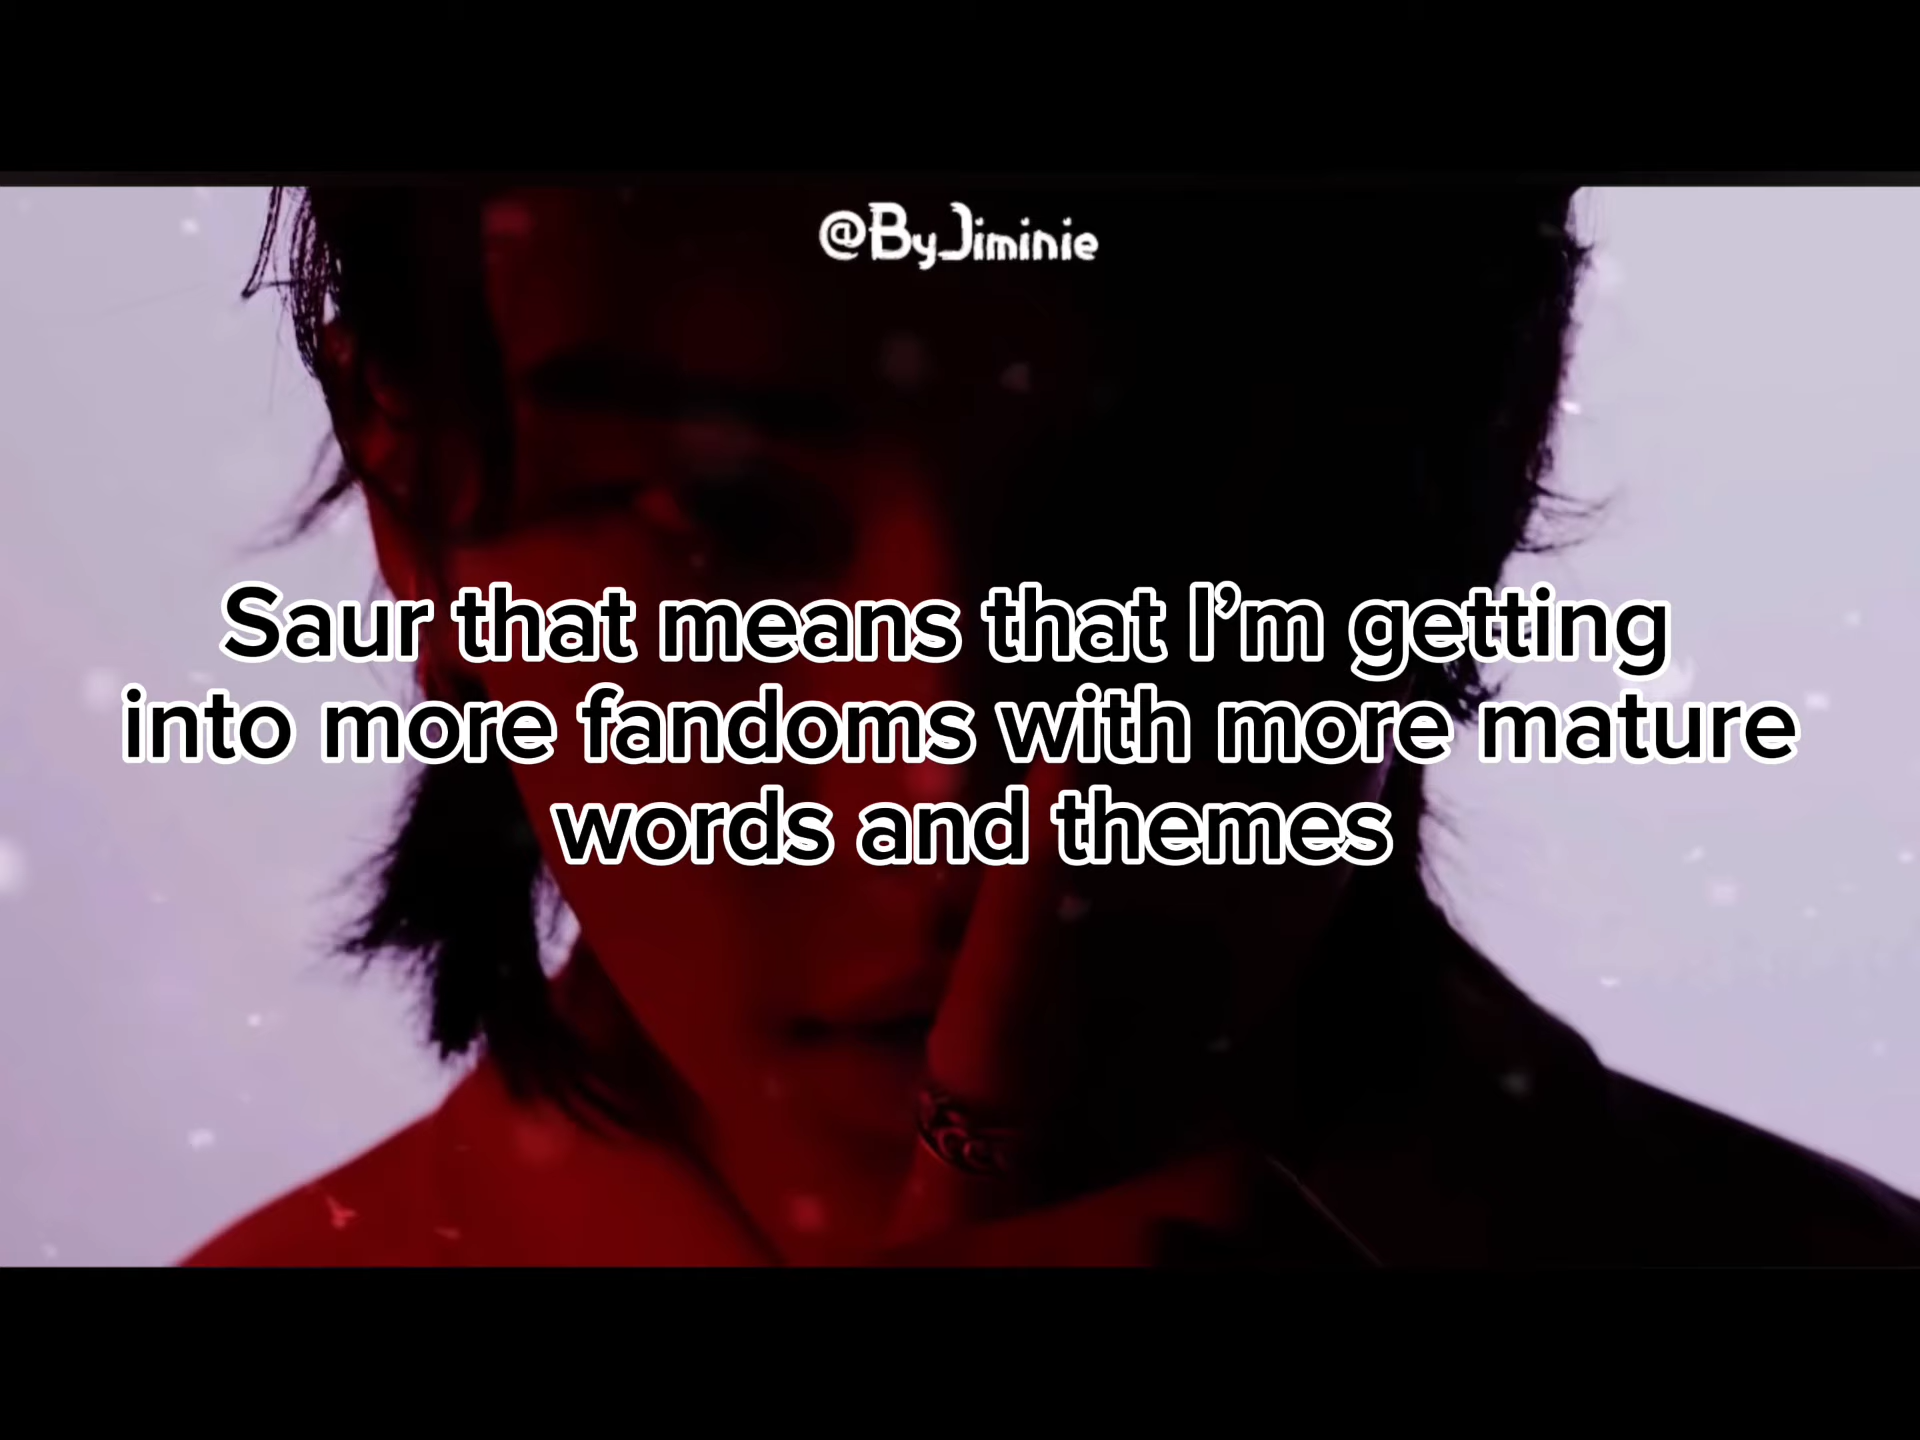 @ByJiminie
Saur that means that I’m getting
into more fandoms with more mature
words and themes